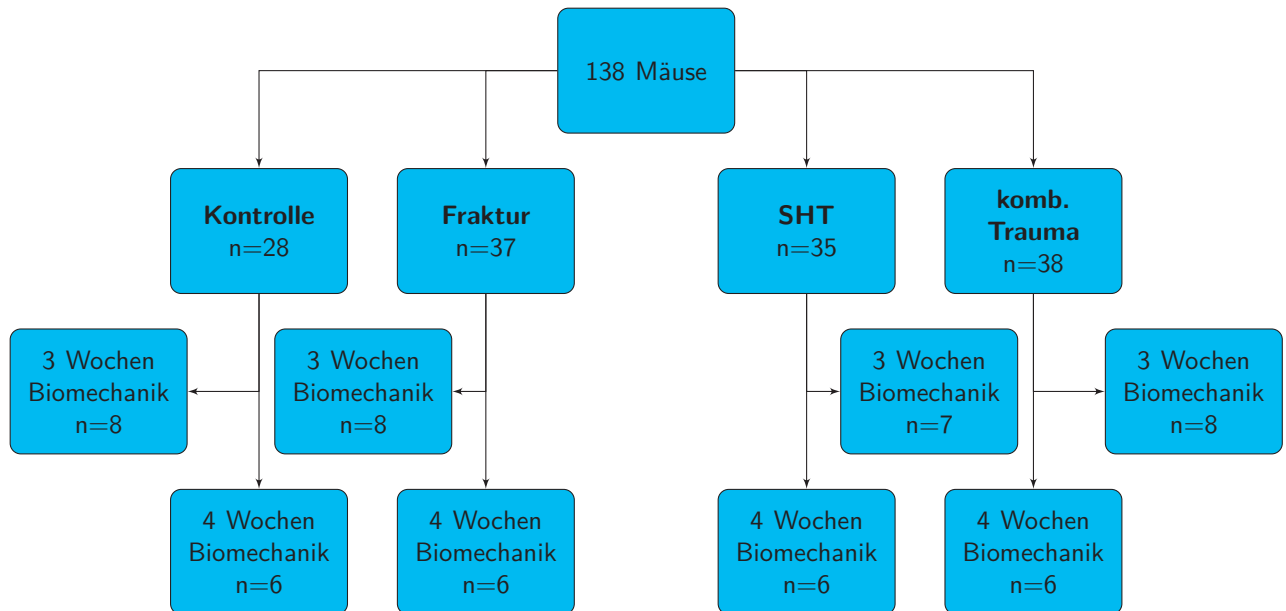 138 Mäuse
Kontrolle
n=28
Fraktur
n=37
SHT
n=35
komb.
Trauma
n=38
3 Wochen
Biomechanik
n=8
3 Wochen
Biomechanik
n=8
3 Wochen
Biomechanik
n=7
3 Wochen
Biomechanik
n=8
4 Wochen
Biomechanik
n=6
4 Wochen
Biomechanik
n=6
4 Wochen
Biomechanik
n=6
4 Wochen
Biomechanik
n=6